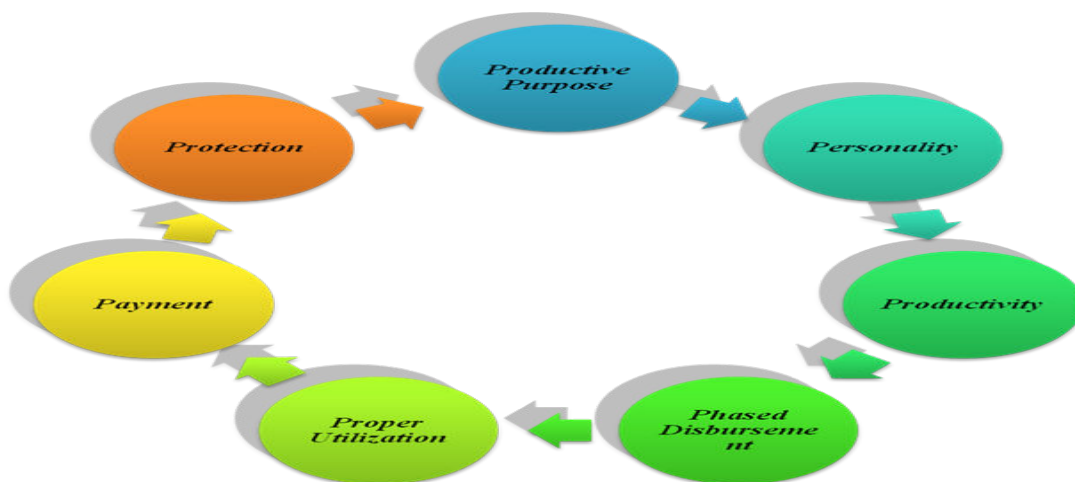 Productive
Purpose
Personality
Productivity
Phased
Disburseme
nt
Proper
Utilization
Payment
Protection